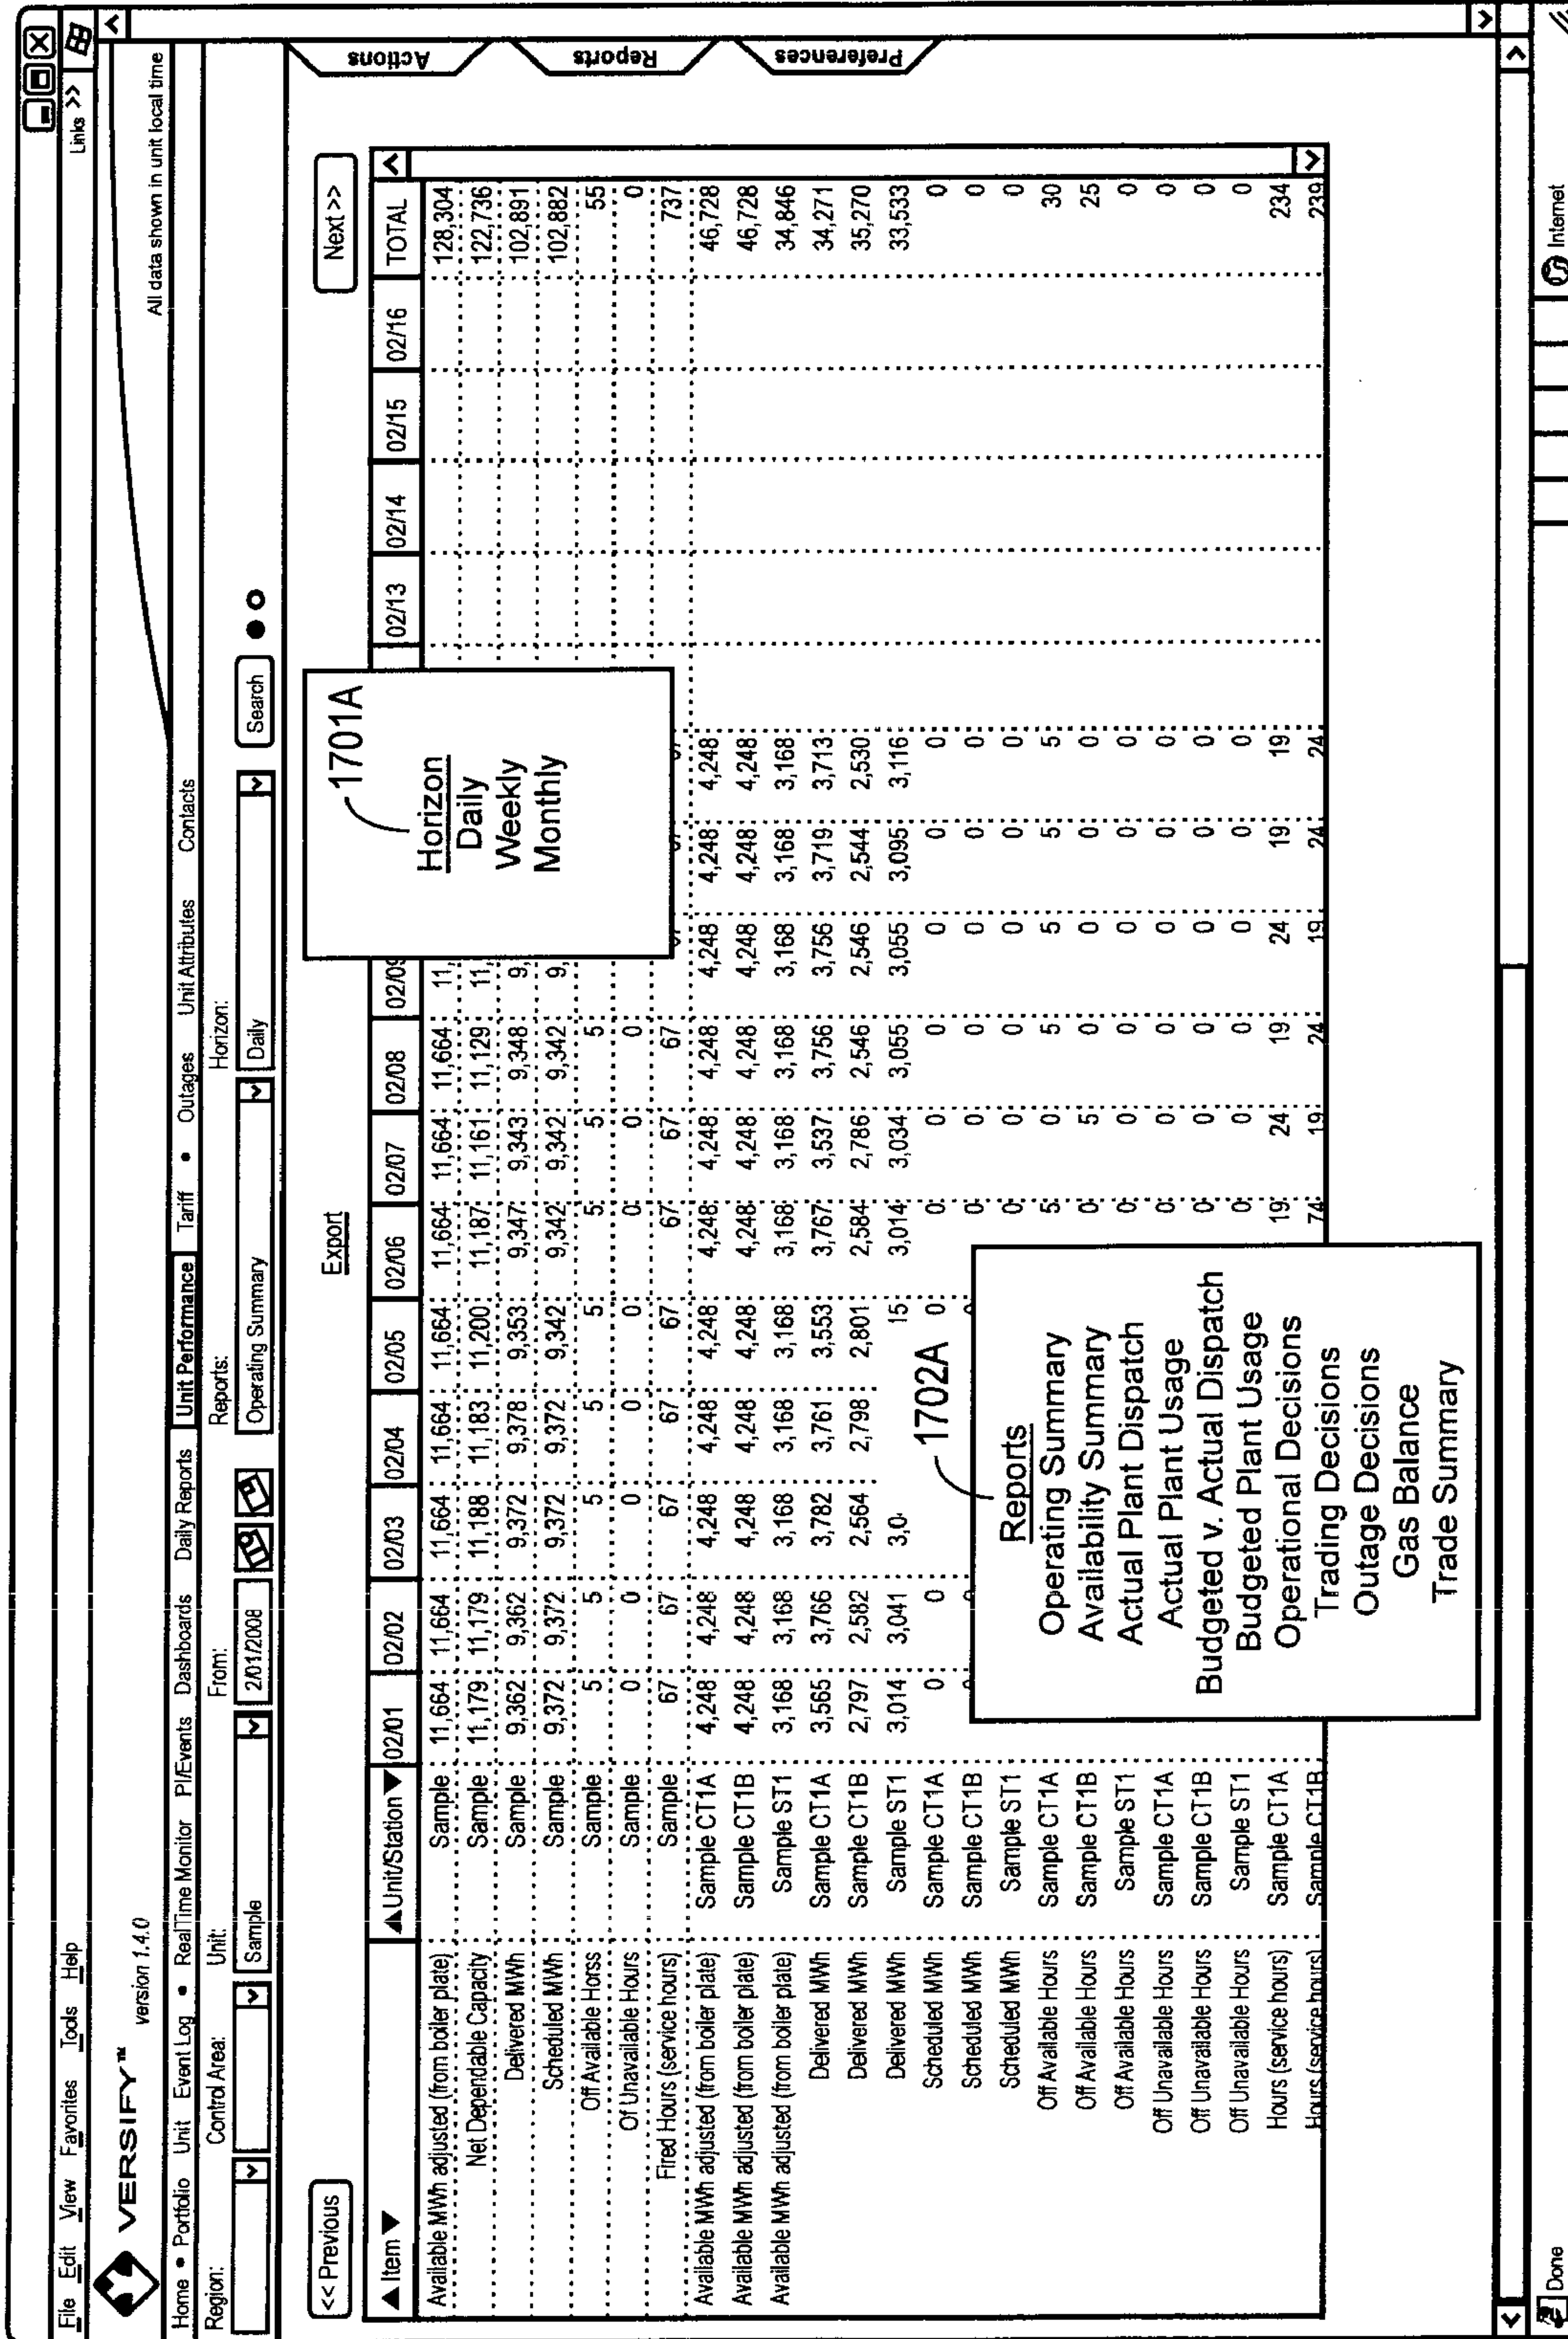 File Edit View Favorites Tools Help
Links >>
VERSIFY™ version 1.4.0
All data shown in unit local time
Home • Portfolio Unit Event Log • RealTime Monitor PI/Events Dashboards Daily Reports Unit Performance Tariff • Outages Unit Attributes Contacts
Region: Control Area: Unit: From: Reports: Horizon:
Sample 2/01/2008 Operating Summary Daily Search
Actions
Reports
Preferences
<< Previous Export Next >>
▲ Item ▼ ▲Unit/Station▼ 02/01 02/02 02/03 02/04 02/05 02/06 02/07 02/08 02/09 02/13 02/14 02/15 02/16 TOTAL
Available MWh adjusted (from boiler plate) Sample 11,664 11,664 11,664 11,664 11,664 11,664 11,664 11,664 11, 128,304
Net Dependable Capacity Sample 11,179 11,179 11,188 11,183 11,200 11,187 11,161 11,129 11, 122,736
Delivered MWh Sample 9,362 9,362 9,372 9,378 9,353 9,347 9,343 9,348 9, 102,891
Scheduled MWh Sample 9,372 9,372 9,372 9,372 9,342 9,342 9,342 9,342 9, 102,882
Off Available Horss Sample 5 5 5 5 5 5 5 5 55
Of Unavailable Hours Sample 0 0 0 0 0 0 0 0 0
Fired Hours (service hours) Sample 67 67 67 67 67 67 67 67 737
Available MWh adjusted (from boiler plate) Sample CT1A 4,248 4,248 4,248 4,248 4,248 4,248 4,248 4,248 4,248 4,248 4,248 46,728
Available MWh adjusted (from boiler plate) Sample CT1B 4,248 4,248 4,248 4,248 4,248 4,248 4,248 4,248 4,248 4,248 4,248 46,728
Available MWh adjusted (from boiler plate) Sample ST1 3,168 3,168 3,168 3,168 3,168 3,168 3,168 3,168 3,168 3,168 3,168 34,846
Delivered MWh Sample CT1A 3,565 3,766 3,782 3,761 3,553 3,767 3,537 3,756 3,756 3,719 3,713 34,271
Delivered MWh Sample CT1B 2,797 2,582 2,564 2,798 2,801 2,584 2,786 2,546 2,546 2,544 2,530 35,270
Delivered MWh Sample ST1 3,014 3,041 3,0 15 3,014 3,034 3,055 3,055 3,095 3,116 33,533
Scheduled MWh Sample CT1A 0 0 0 0 0 0 0 0 0 0
Scheduled MWh Sample CT1B 0 0 0 0 0 0 0
Scheduled MWh Sample ST1 0 0 0 0 0 0 0
Off Available Hours Sample CT1A 5 0 5 5 5 5 30
Off Available Hours Sample CT1B 0 5 0 0 0 0 25
Off Available Hours Sample ST1 0 0 0 0 0 0 0
Off Unavailable Hours Sample CT1A 0 0 0 0 0 0 0
Off Unavailable Hours Sample CT1B 0 0 0 0 0 0 0
Off Unavailable Hours Sample ST1 0 0 0 0 0 0 0
Hours (service hours) Sample CT1A 19 24 19 24 19 19 234
Hours (service hours) Sample CT1B 74 19 24 19 24 24 239
1701A
Horizon
Daily
Weekly
Monthly
1702A
Reports
Operating Summary
Availability Summary
Actual Plant Dispatch
Actual Plant Usage
Budgeted v. Actual Dispatch
Budgeted Plant Usage
Operational Decisions
Trading Decisions
Outage Decisions
Gas Balance
Trade Summary
Done Internet